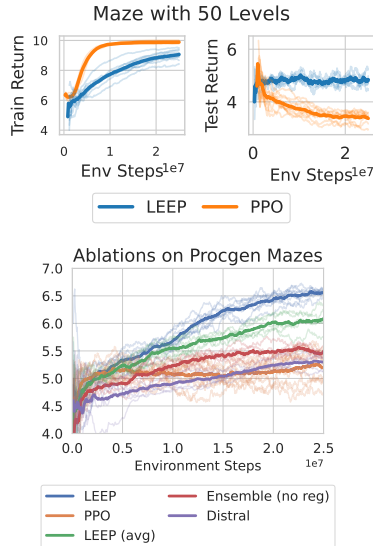 Maze with 50 Levels
Train Return
10
8
6
4
0 1 2
Env Steps 1e7
Test Return
6
4
0 2
Env Steps 1e7
LEEP PPO
Ablations on Procgen Mazes
7.0
6.5
6.0
5.5
5.0
4.5
4.0
0.0 0.5 1.0 1.5 2.0 2.5
Environment Steps 1e7
LEEP Ensemble (no reg)
PPO Distral
LEEP (avg)